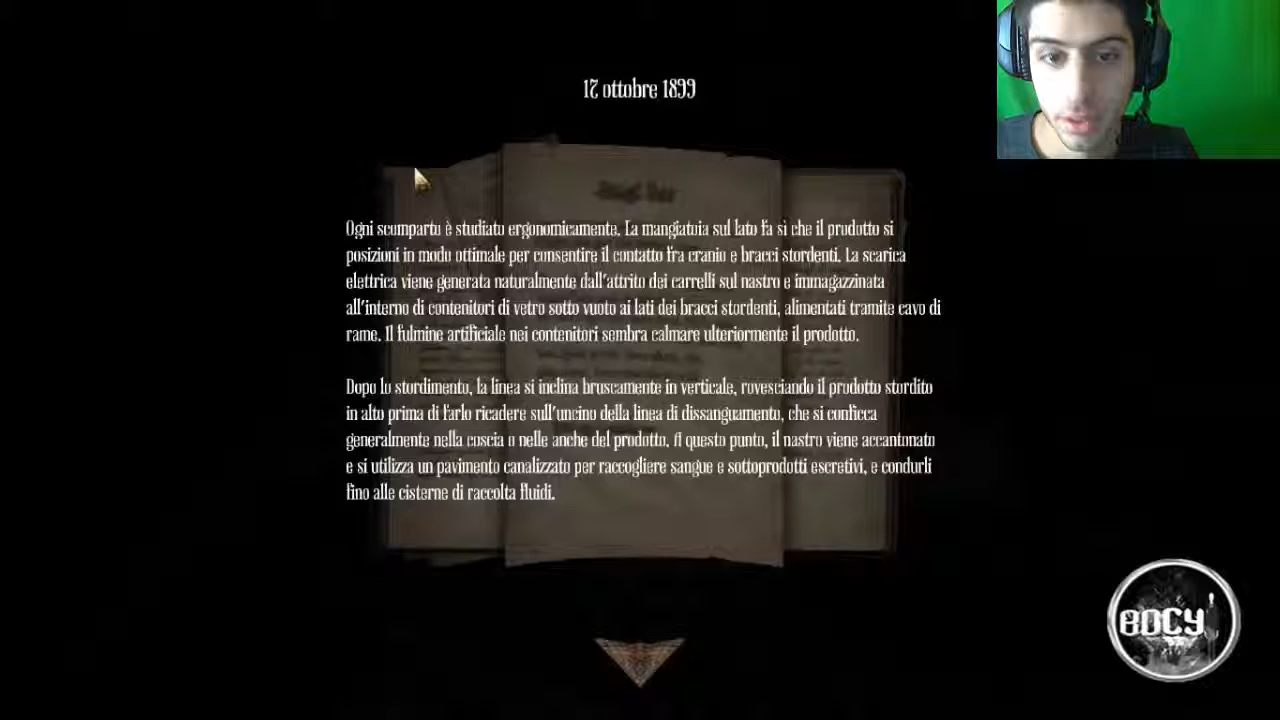 17 ottobre 1899
Ogni scomparto è studiato ergonomicamente. La mangiatoia sul lato fa sì che il prodotto si
posizioni in modo ottimale per consentire il contatto fra cranio e bracci stordenti. La scarica
elettrica viene generata naturalmente dall'attrito dei carrelli sul nastro e immagazzinata
all'interno di contenitori di vetro sotto vuoto ai lati dei bracci stordenti, alimentati tramite cavo di
rame. Il fulmine artificiale nei contenitori sembra calmare ulteriormente il prodotto.
Dopo lo stordimento, la linea si inclina bruscamente in verticale, rovesciando il prodotto stordito
in alto prima di farlo ricadere sull'uncino della linea di dissanguamento, che si conficca
generalmente nella coscia o nelle anche del prodotto. A questo punto, il nastro viene accantonato
e si utilizza un pavimento canalizzato per raccogliere sangue e sottoprodotti escretivi, e condurli
fino alle cisterne di raccolta fluidi.
BOCY